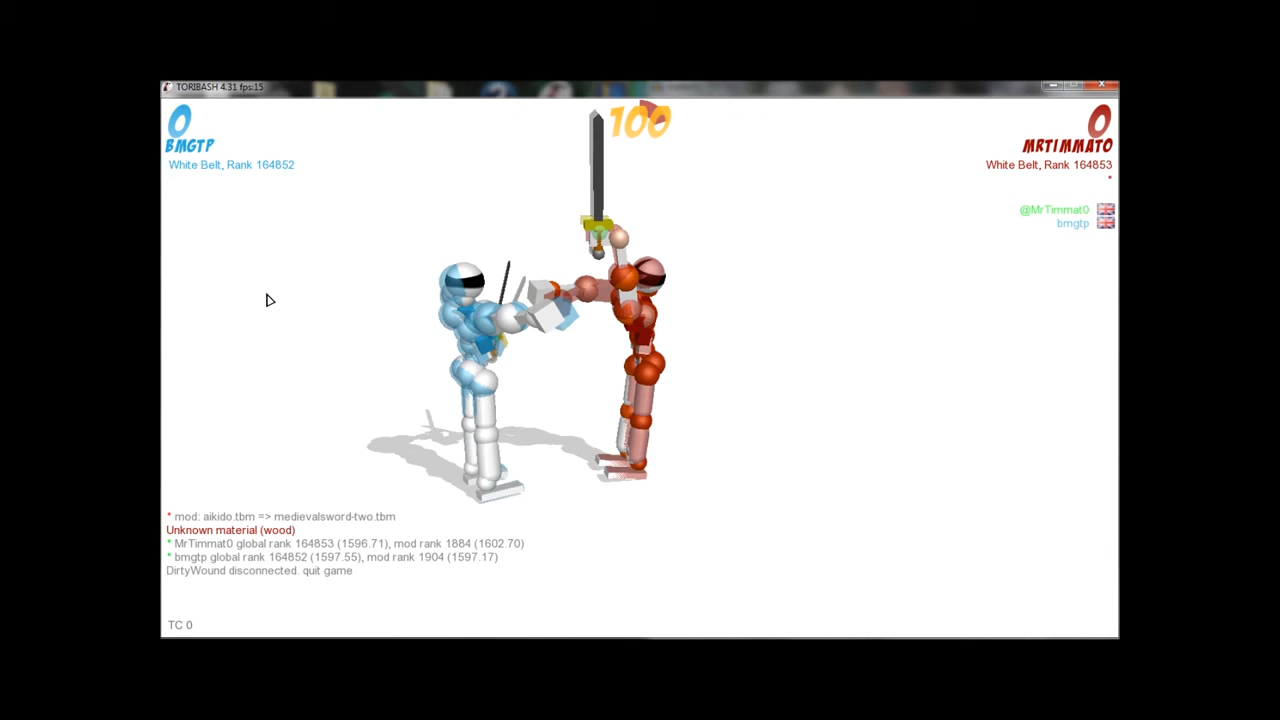 TORIBASH 4.31 fps:15
0
BMGTP
White Belt, Rank 164852
100
0
MRTIMMAT0
White Belt, Rank 164853
*
@MrTimmat0
bmgtp
* mod: aikido.tbm => medievalsword-two.tbm
Unknown material (wood)
* MrTimmat0 global rank 164853 (1596.71), mod rank 1884 (1602.70)
* bmgtp global rank 164852 (1597.55), mod rank 1904 (1597.17)
DirtyWound disconnected. quit game
TC 0